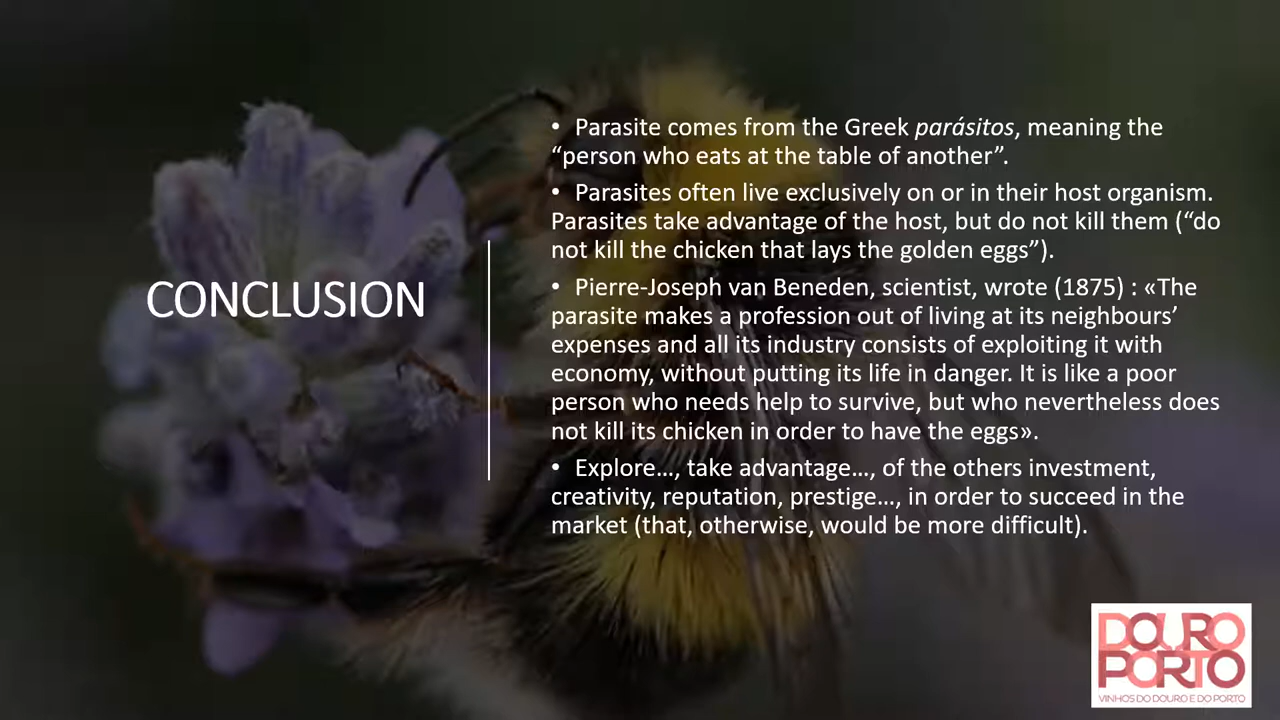 CONCLUSION
• Parasite comes from the Greek parásitos, meaning the
“person who eats at the table of another”.
• Parasites often live exclusively on or in their host organism.
Parasites take advantage of the host, but do not kill them (“do
not kill the chicken that lays the golden eggs”).
• Pierre-Joseph van Beneden, scientist, wrote (1875) : «The
parasite makes a profession out of living at its neighbours’
expenses and all its industry consists of exploiting it with
economy, without putting its life in danger. It is like a poor
person who needs help to survive, but who nevertheless does
not kill its chicken in order to have the eggs».
• Explore…, take advantage…, of the others investment,
creativity, reputation, prestige…, in order to succeed in the
market (that, otherwise, would be more difficult).
DOURO
PORTO
VINHOS DO DOURO E DO PORTO